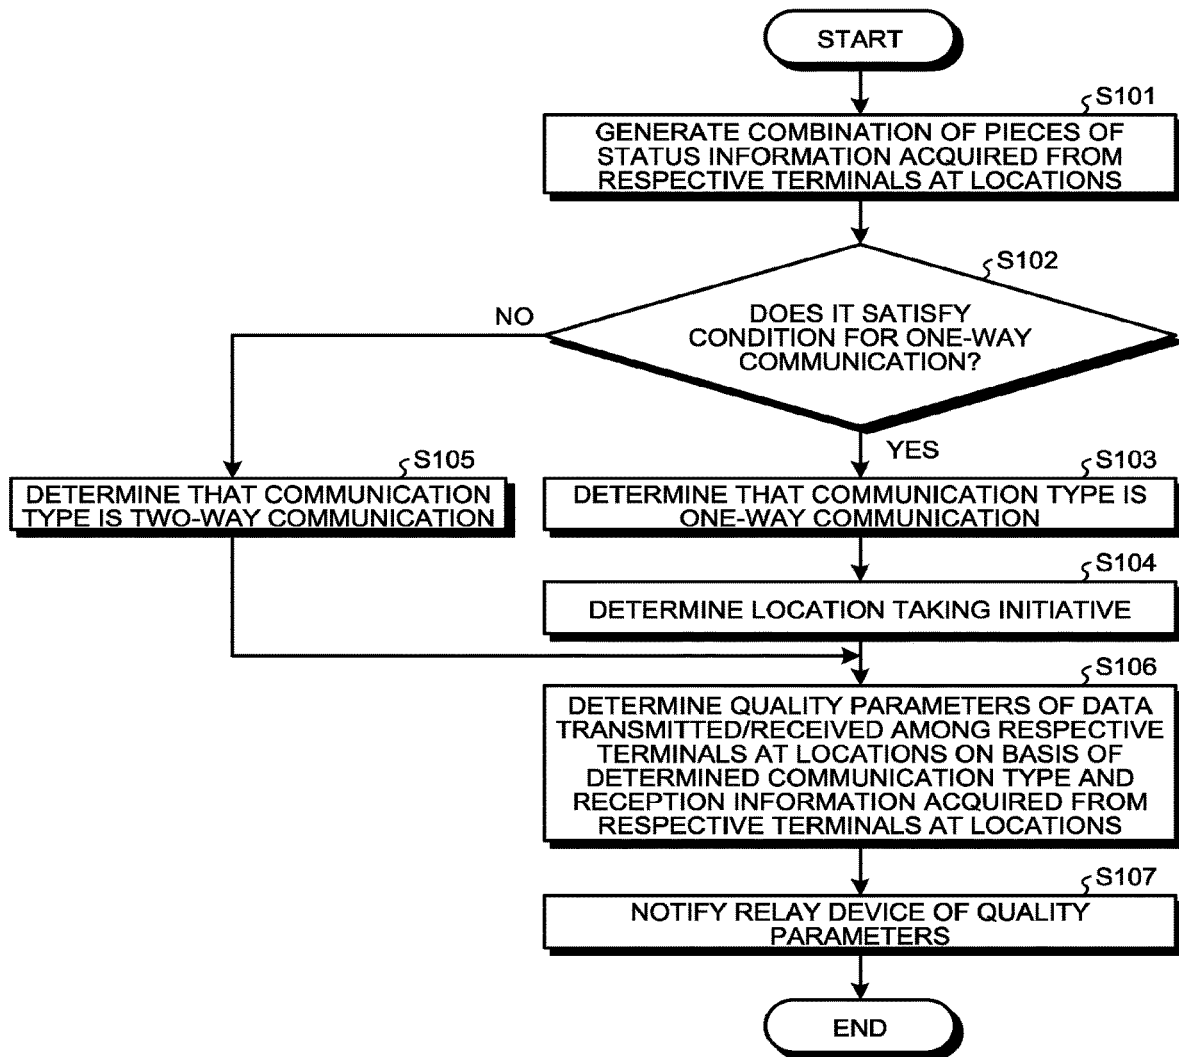 START
S101
GENERATE COMBINATION OF PIECES OF
STATUS INFORMATION ACQUIRED FROM
RESPECTIVE TERMINALS AT LOCATIONS
S102
DOES IT SATISFY
CONDITION FOR ONE-WAY
COMMUNICATION?
NO
YES
S105
DETERMINE THAT COMMUNICATION
TYPE IS TWO-WAY COMMUNICATION
S103
DETERMINE THAT COMMUNICATION TYPE IS
ONE-WAY COMMUNICATION
S104
DETERMINE LOCATION TAKING INITIATIVE
S106
DETERMINE QUALITY PARAMETERS OF DATA
TRANSMITTED/RECEIVED AMONG RESPECTIVE
TERMINALS AT LOCATIONS ON BASIS OF
DETERMINED COMMUNICATION TYPE AND
RECEPTION INFORMATION ACQUIRED FROM
RESPECTIVE TERMINALS AT LOCATIONS
S107
NOTIFY RELAY DEVICE OF QUALITY
PARAMETERS
END